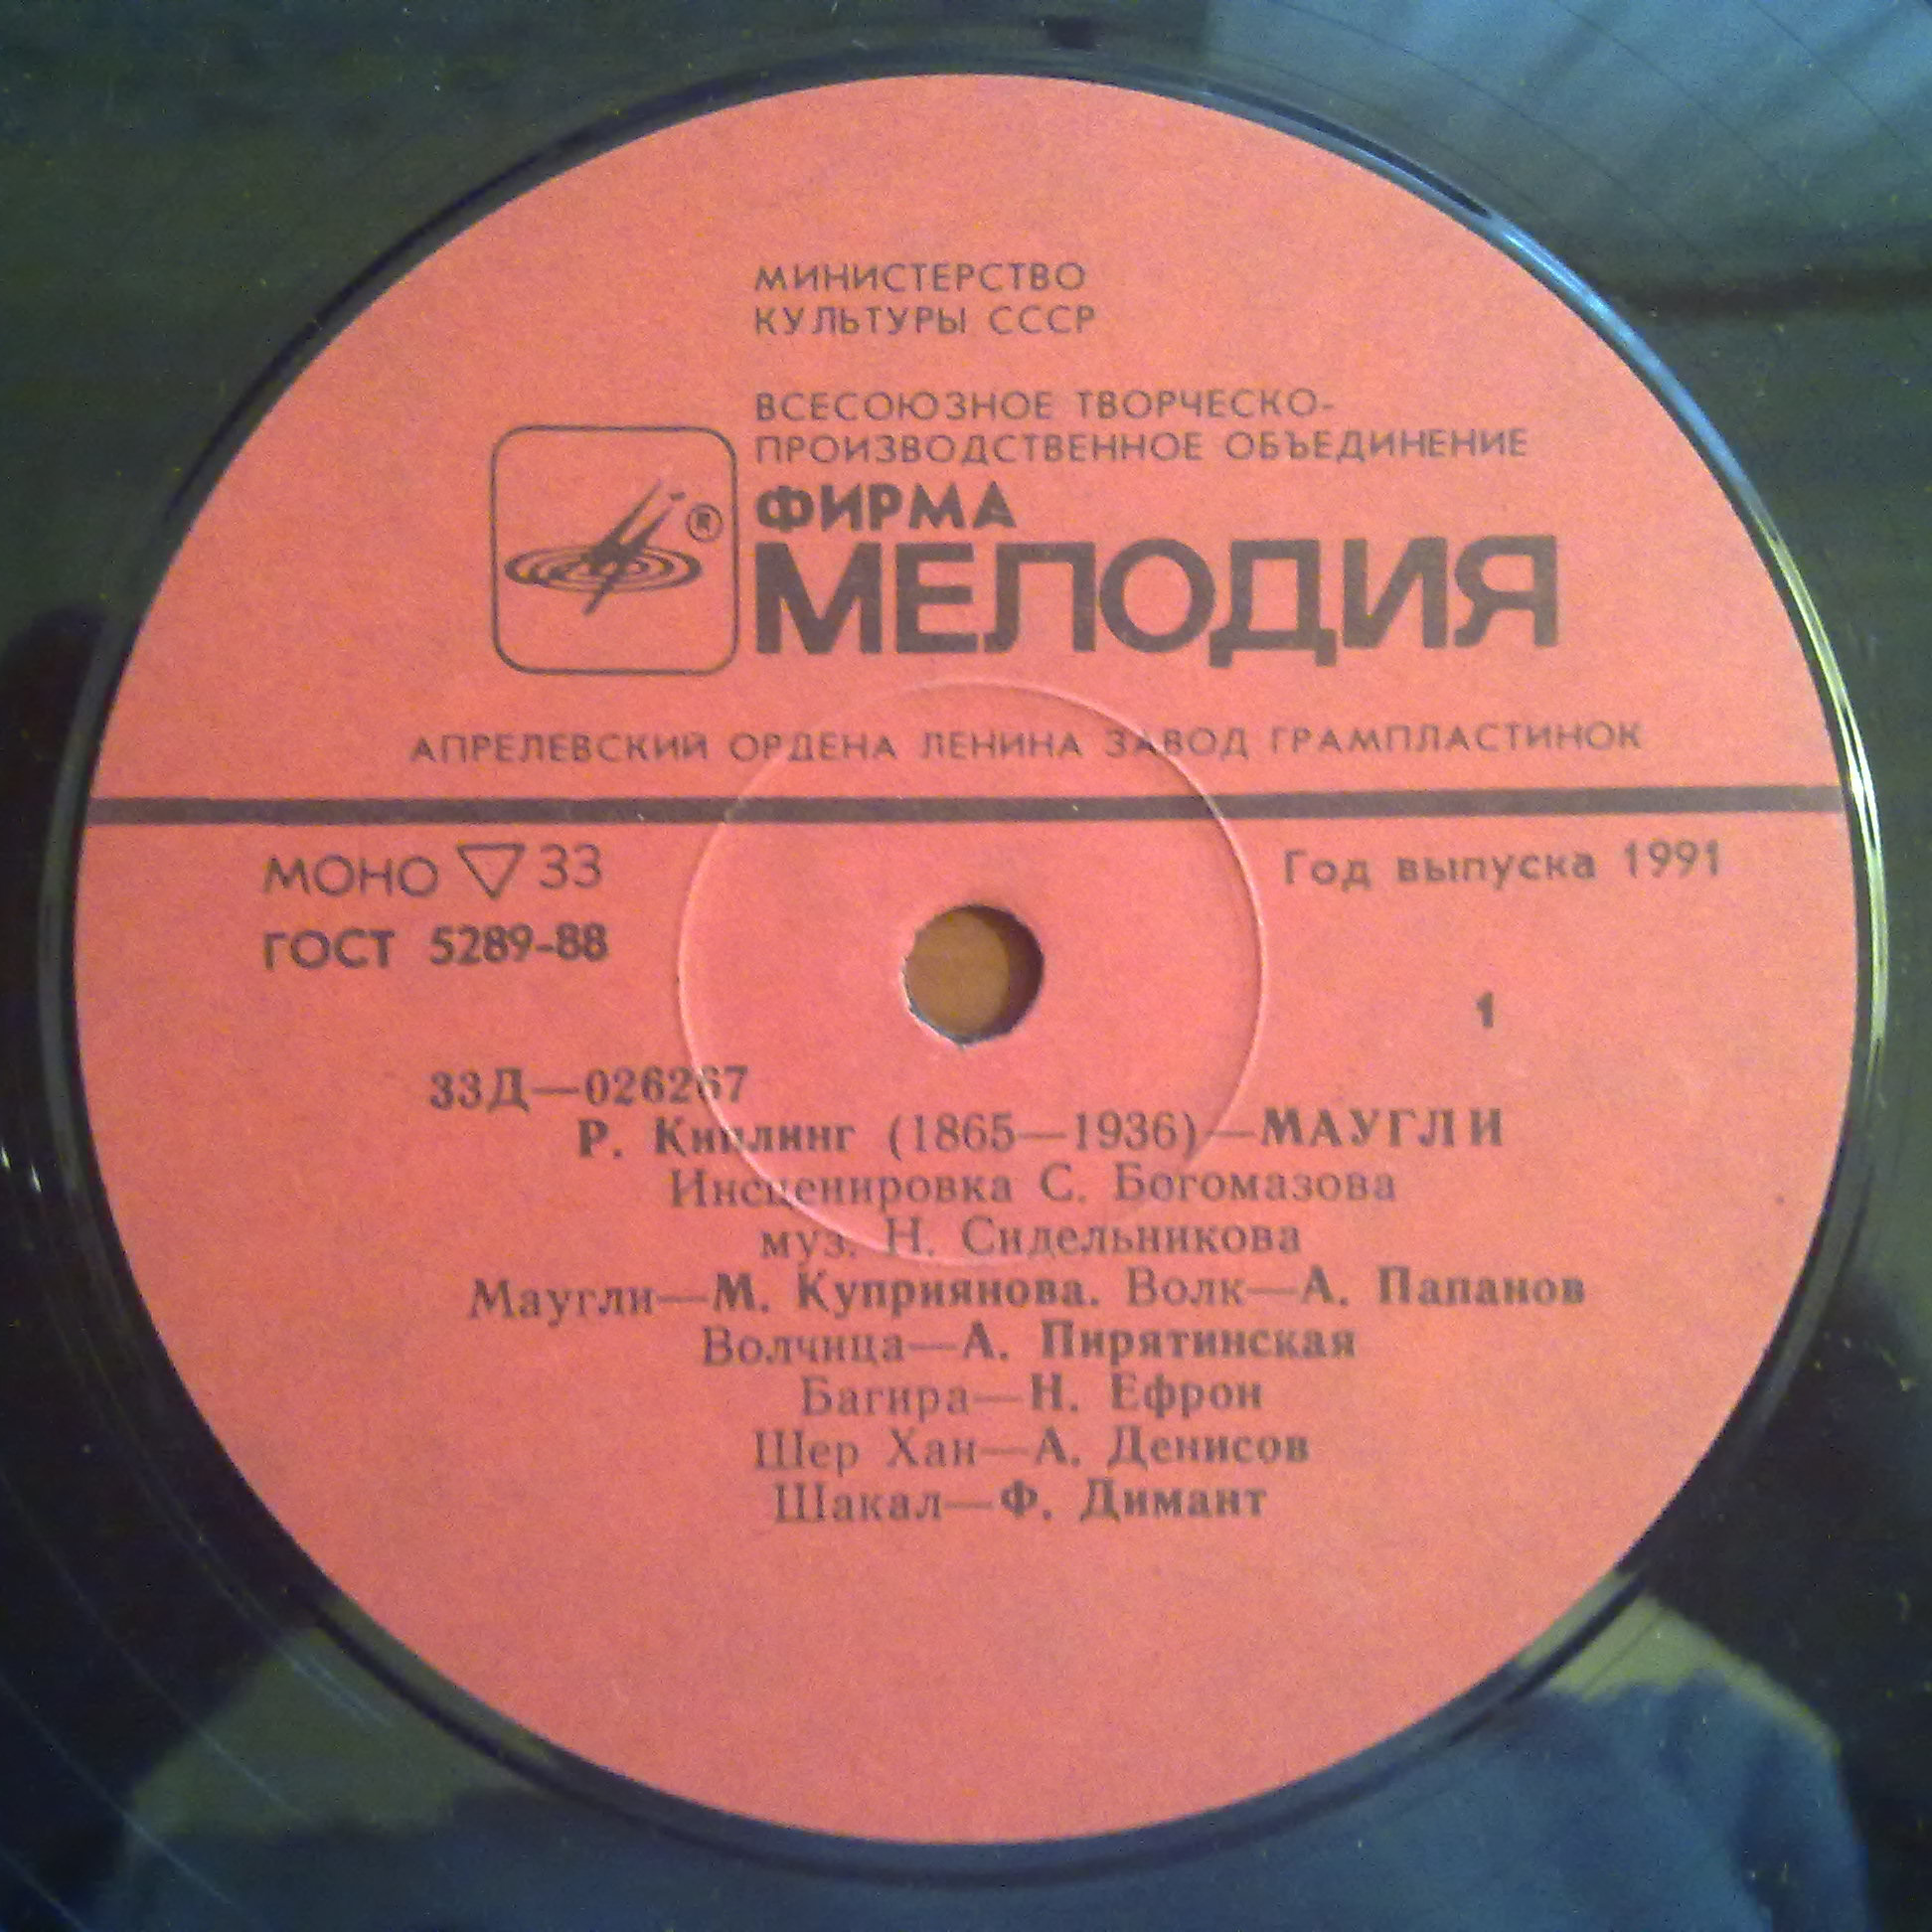 МИНИСТЕРСТВО
КУЛЬТУРЫ СССР
ВСЕСОЮЗНОЕ ТВОРЧЕСКО-
ПРОИЗВОДСТВЕННОЕ ОБЪЕДИНЕНИЕ
ФИРМА
®
МЕЛОДИЯ
АПРЕЛЕВСКИЙ ОРДЕНА ЛЕНИНА ЗАВОД ГРАМПЛАСТИНОК
МОНО ▽ 33
Год выпуска 1991
ГОСТ 5289-88
1
33Д—026267
Р. Киплинг (1865—1936)—МАУГЛИ
Инсценировка С. Богомазова
муз. Н. Сидельникова
Маугли—М. Куприянова. Волк—А. Папанов
Волчица—А. Пирятинская
Багира—Н. Ефрон
Шер Хан—А. Денисов
Шакал—Ф. Димант